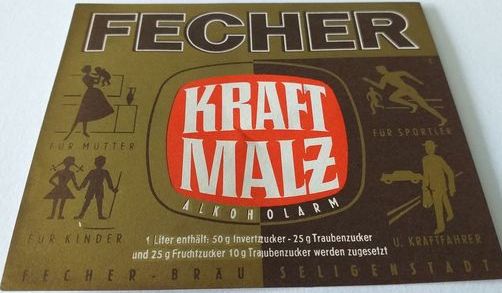 FECHER
KRAFT
MALZ
ALKOHOLARM
FÜR MÜTTER
FÜR SPORTLER
FÜR KINDER
U. KRAFTFAHRER
1 Liter enthält: 50 g Invertzucker - 25 g Traubenzucker
und 25 g Fruchtzucker 10 g Traubenzucker werden zugesetzt
FECHER-BRÄU SELIGENSTADT